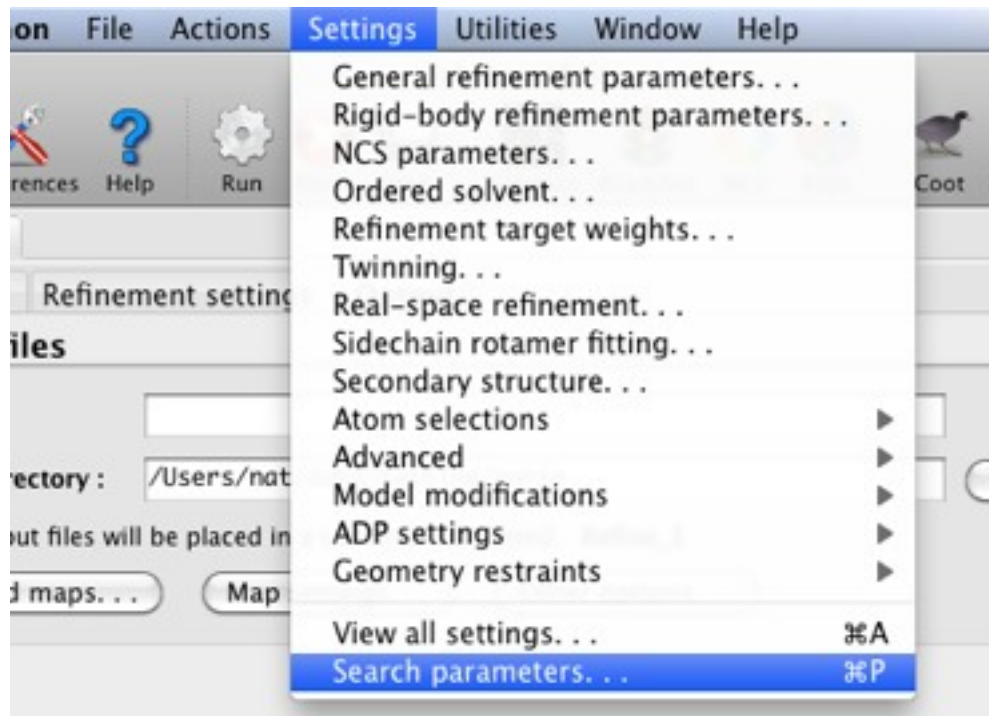 on File Actions Settings Utilities Window Help
General refinement parameters. . .
Rigid-body refinement parameters. . .
NCS parameters. . .
Ordered solvent. . .
Refinement target weights. . .
Twinning. . .
Real-space refinement. . .
Sidechain rotamer fitting. . .
Secondary structure. . .
Atom selections
Advanced
Model modifications
ADP settings
Geometry restraints
View all settings. . . ⌘A
Search parameters. . . ⌘P
rences Help Run Coot
Refinement setting
iles
rectory : /Users/nat
out files will be placed in
d maps. . . Map